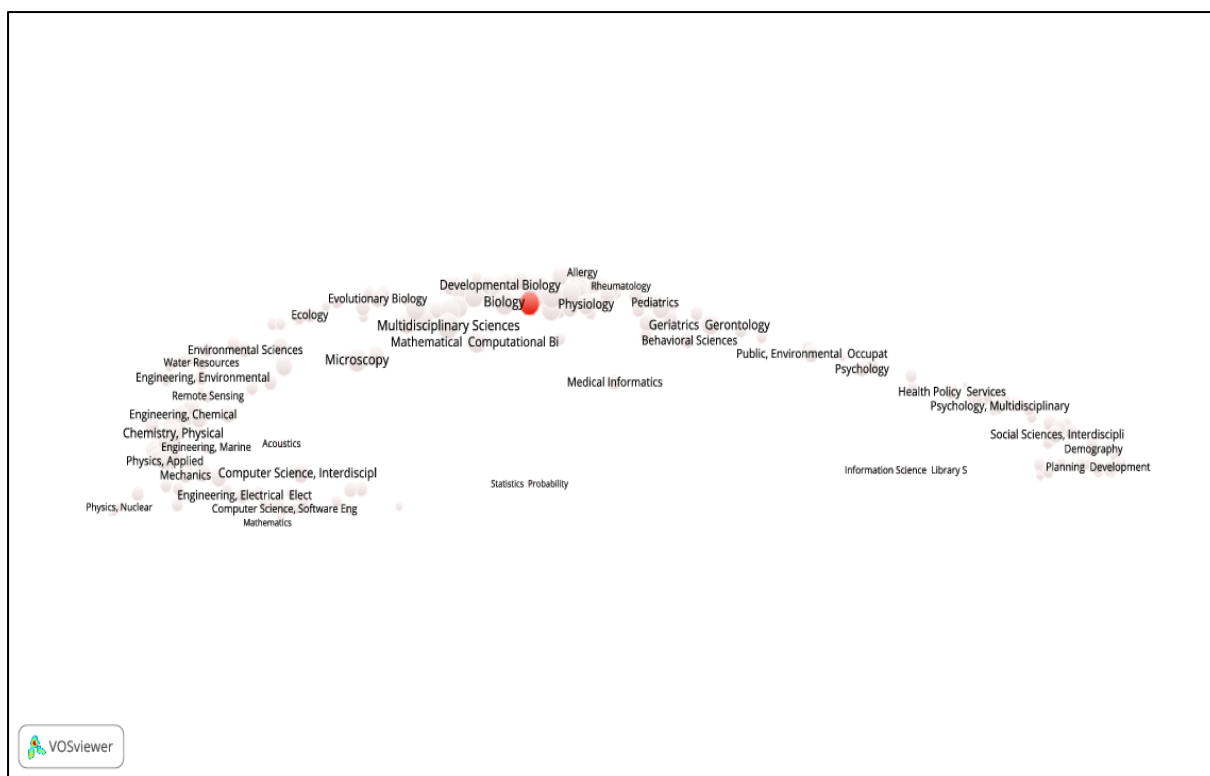 Allergy
Developmental Biology
Rheumatology
Evolutionary Biology
Biology
Physiology
Pediatrics
Ecology
Multidisciplinary Sciences
Geriatrics Gerontology
Mathematical Computational Bi
Behavioral Sciences
Environmental Sciences
Public, Environmental Occupat
Water Resources
Microscopy
Psychology
Engineering, Environmental
Medical Informatics
Remote Sensing
Health Policy Services
Psychology, Multidisciplinary
Engineering, Chemical
Chemistry, Physical
Social Sciences, Interdiscipli
Engineering, Marine
Acoustics
Demography
Physics, Applied
Planning Development
Mechanics
Computer Science, Interdiscipl
Information Science Library S
Statistics Probability
Engineering, Electrical Elect
Physics, Nuclear
Computer Science, Software Eng
Mathematics
VOSviewer